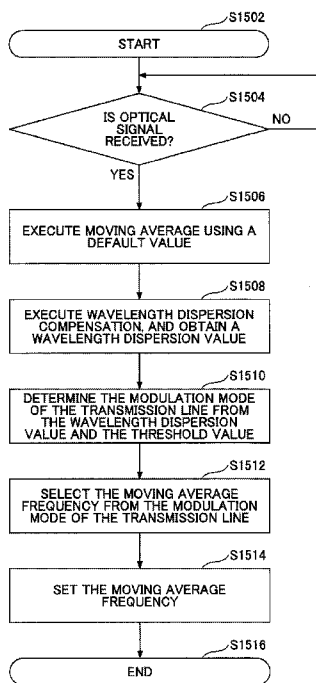 S1502
START
S1504
IS OPTICAL
SIGNAL
RECEIVED?
NO
YES
S1506
EXECUTE MOVING AVERAGE USING A
DEFAULT VALUE
S1508
EXECUTE WAVELENGTH DISPERSION
COMPENSATION, AND OBTAIN A
WAVELENGTH DISPERSION VALUE
S1510
DETERMINE THE MODULATION MODE
OF THE TRANSMISSION LINE FROM
THE WAVELENGTH DISPERSION
VALUE AND THE THRESHOLD VALUE
S1512
SELECT THE MOVING AVERAGE
FREQUENCY FROM THE MODULATION
MODE OF THE TRANSMISSION LINE
S1514
SET THE MOVING AVERAGE
FREQUENCY
S1516
END